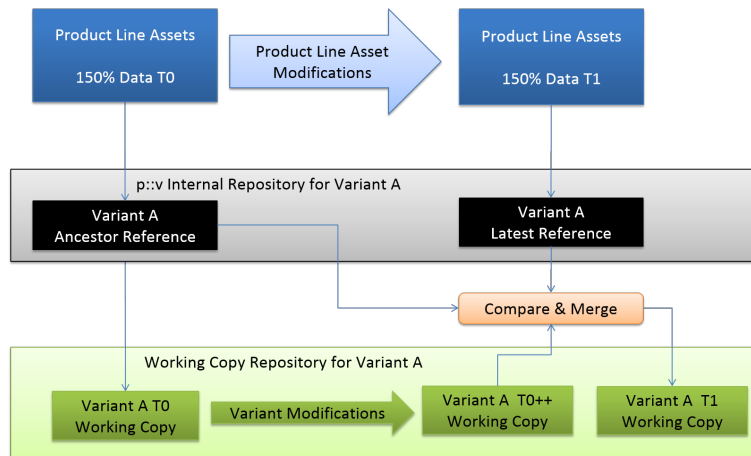 Product Line Assets
150% Data T0
Product Line Asset
Modifications
Product Line Assets
150% Data T1
p::v Internal Repository for Variant A
Variant A
Ancestor Reference
Variant A
Latest Reference
Compare & Merge
Working Copy Repository for Variant A
Variant A T0
Working Copy
Variant Modifications
Variant A  T0++
Working Copy
Variant A  T1
Working Copy